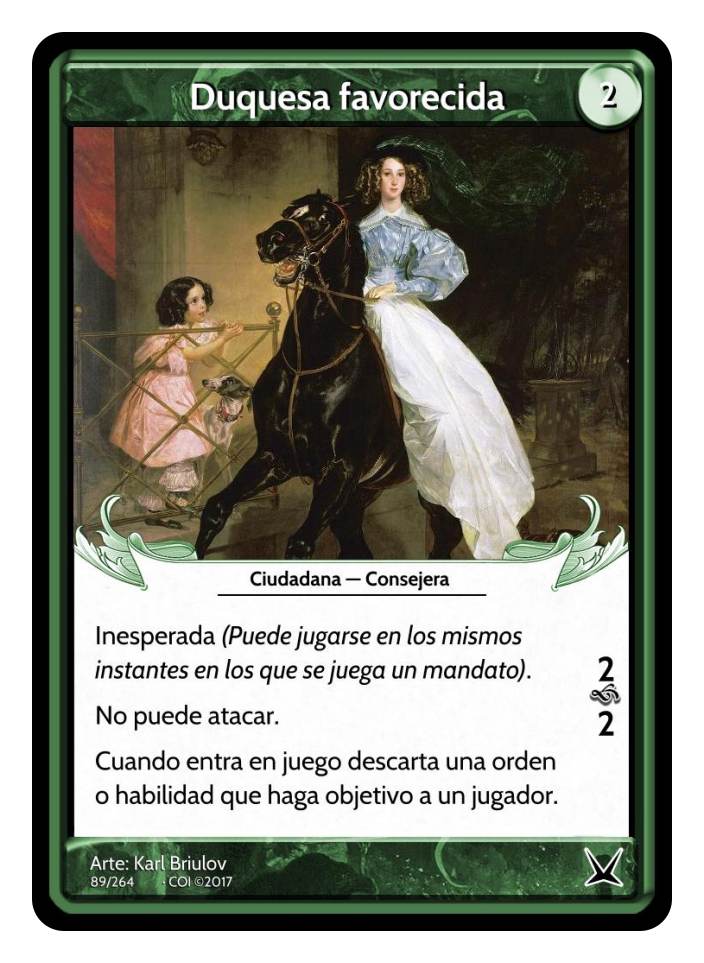 Duquesa favorecida
2
Ciudadana — Consejera
Inesperada (Puede jugarse en los mismos
instantes en los que se juega un mandato).
2
No puede atacar.
2
Cuando entra en juego descarta una orden
o habilidad que haga objetivo a un jugador.
Arte: Karl Briulov
89/264 · COI ©2017